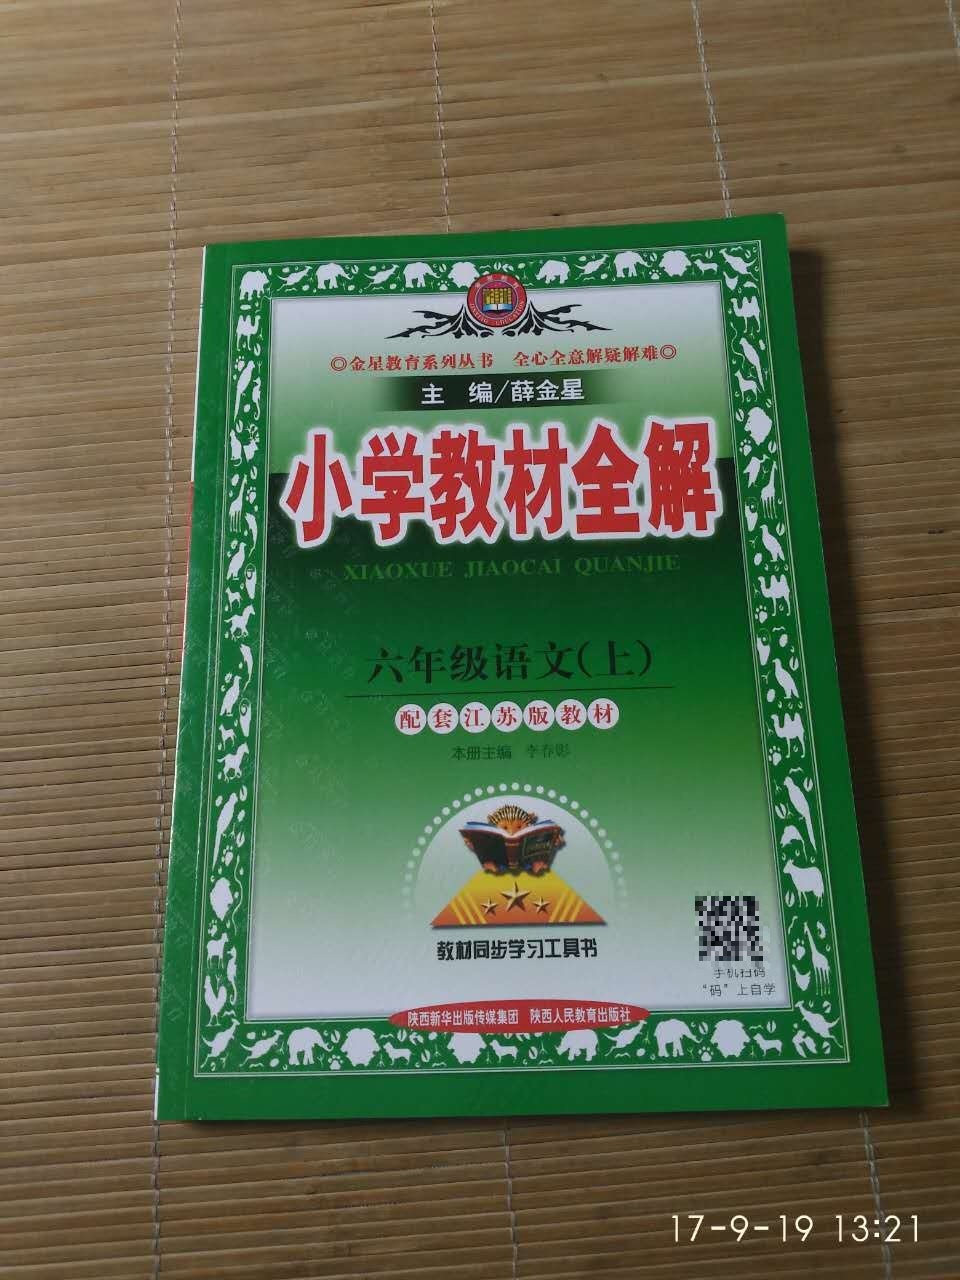 ◎金星教育系列丛书 全心全意解疑解难◎
主 编/薛金星
小学教材全解
XIAOXUE JIAOCAI QUANJIE
六年级语文(上)
配套江苏版教材
本册主编 李春影
教材同步学习工具书
手机扫码
“码”上自学
陕西新华出版传媒集团 陕西人民教育出版社
17-9-19 13:21